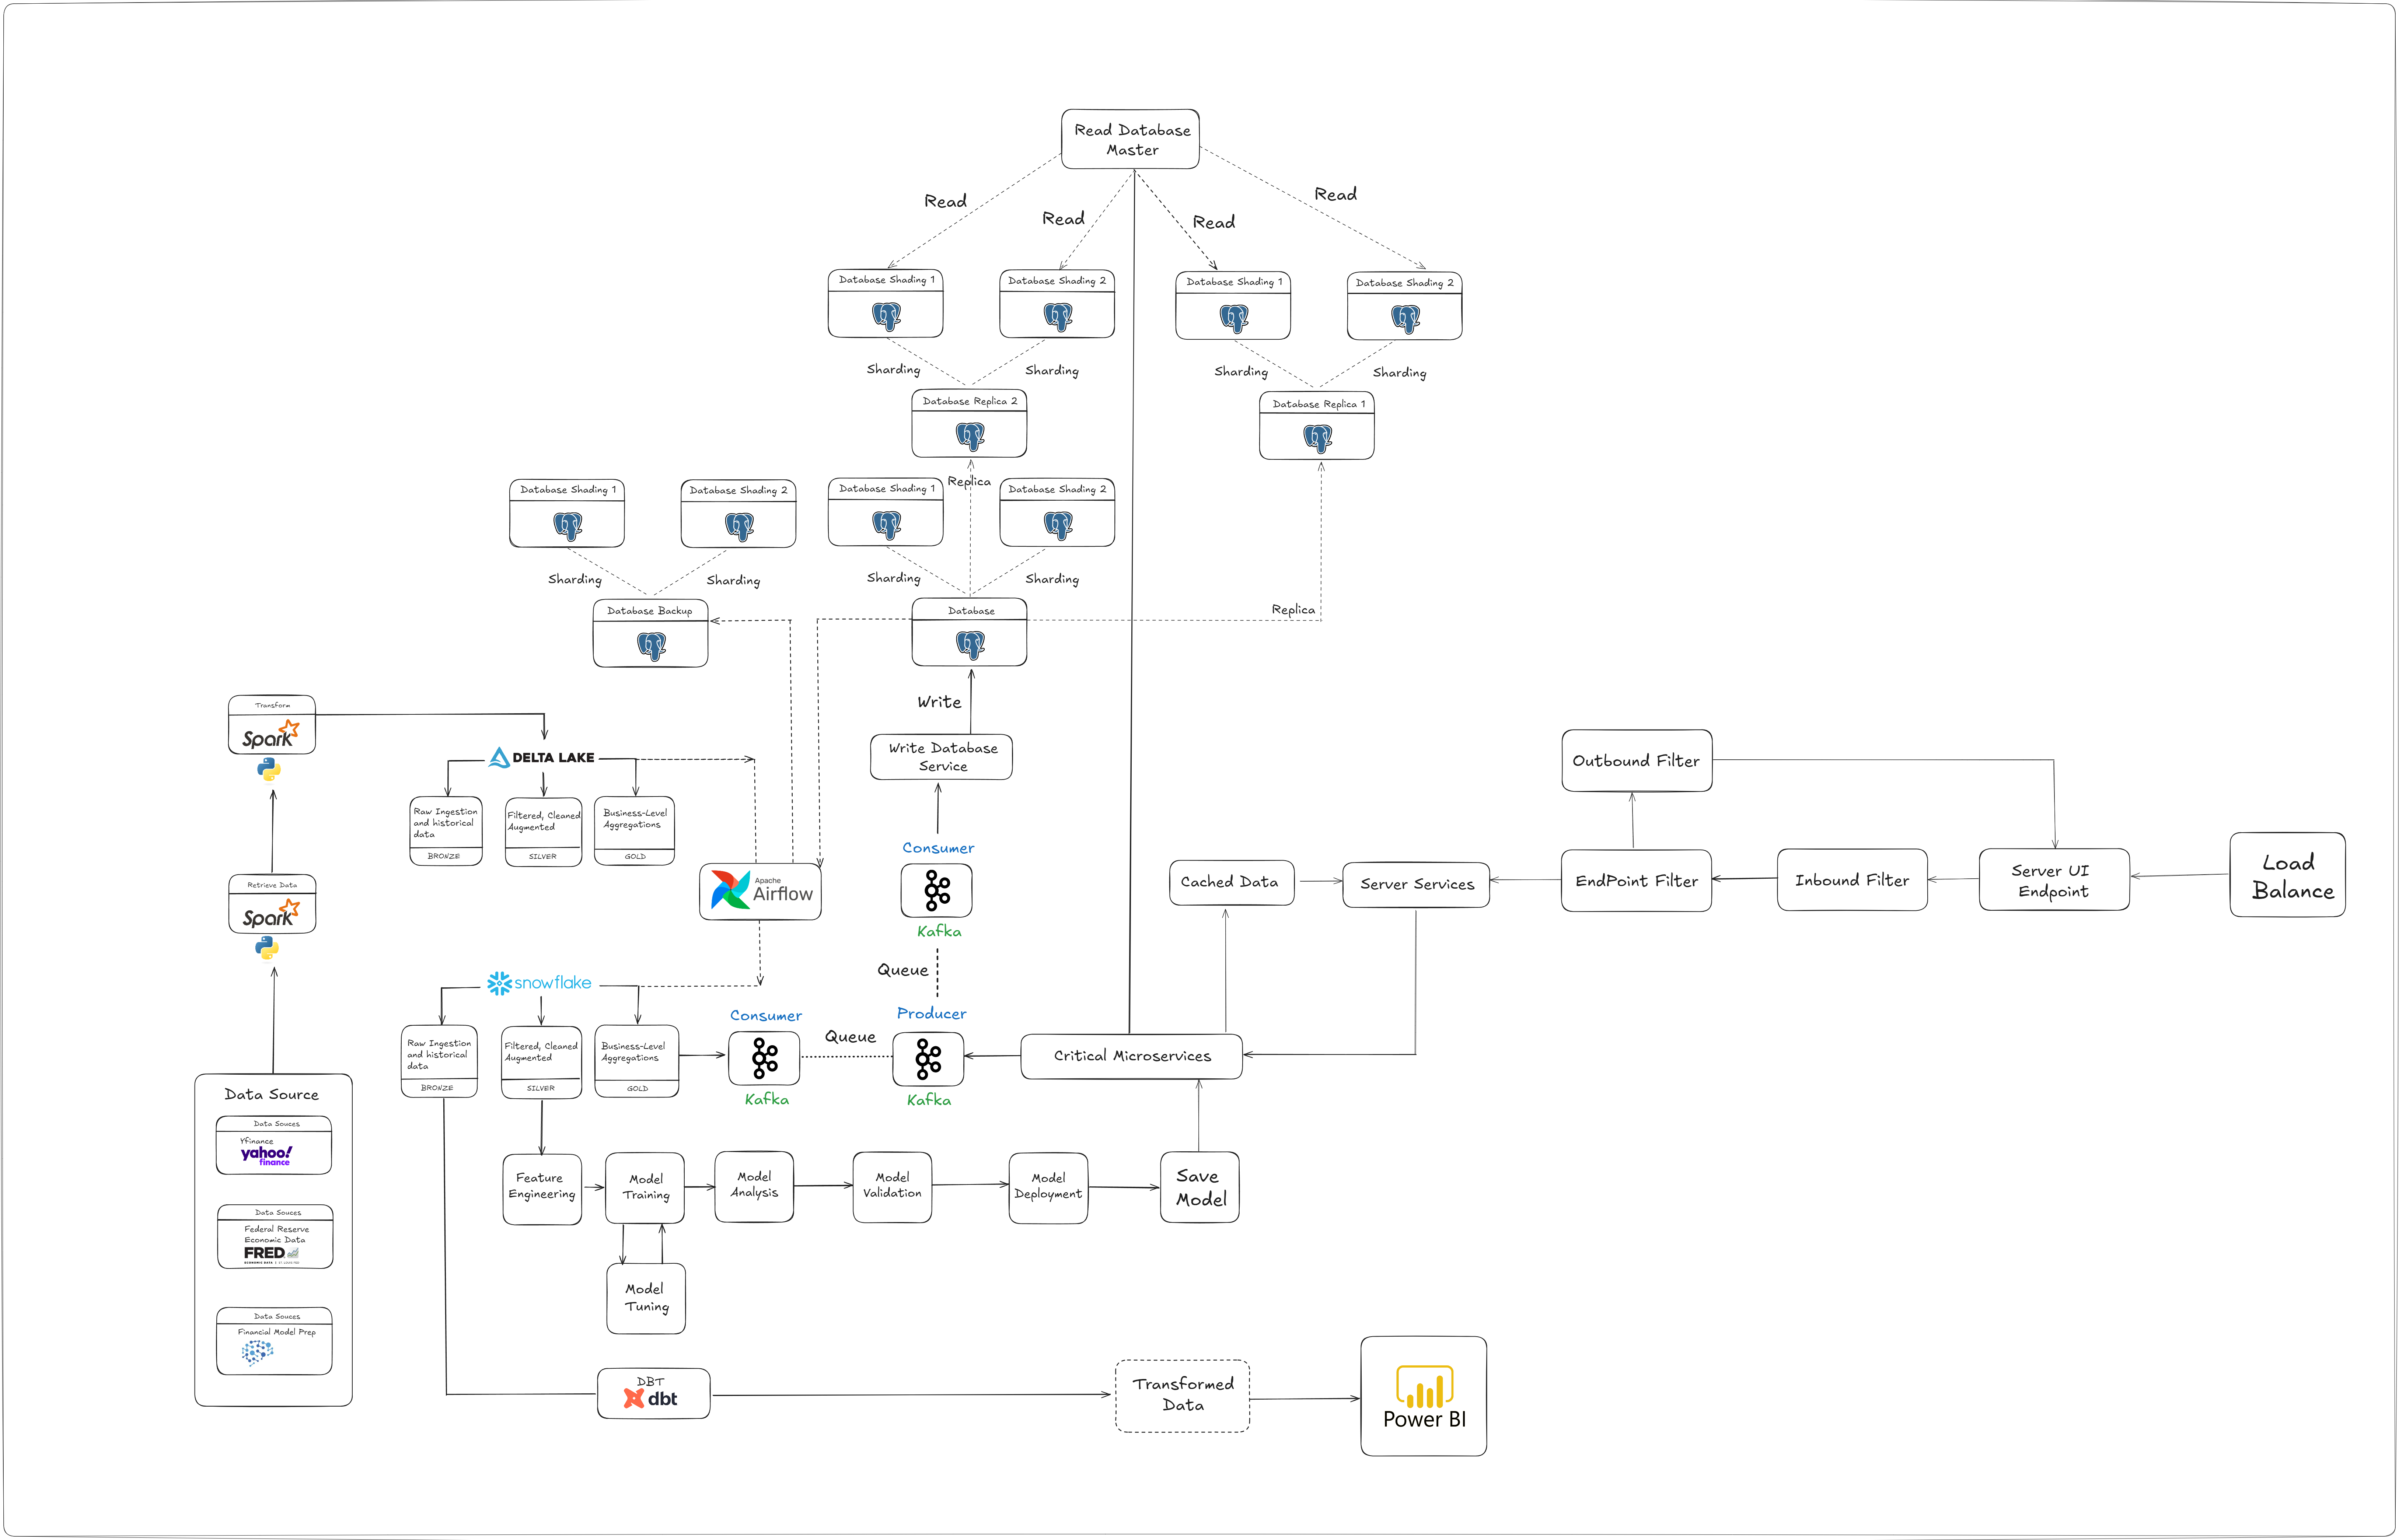 Read Database
Master
Read
Read
Read
Read
Database Shading 1
Database Shading 2
Database Shading 1
Database Shading 2
Sharding
Sharding
Sharding
Sharding
Database Replica 2
Database Replica 1
Replica
Database Shading 1
Database Shading 2
Database Shading 1
Database Shading 2
Sharding
Sharding
Sharding
Sharding
Database Backup
Database
Replica
Write
Write Database
Service
Transform
Spark
DELTA LAKE
Raw Ingestion
and historical
data
BRONZE
Filtered, Cleaned
Augmented
SILVER
Business-Level
Aggregations
GOLD
Retrieve Data
Spark
Apache
Airflow
Consumer
Kafka
Queue
Producer
Kafka
Consumer
Kafka
Queue
Outbound Filter
Cached Data
Server Services
EndPoint Filter
Inbound Filter
Server UI
Endpoint
Load
Balance
Critical Microservices
snowflake
Raw Ingestion
and historical
data
BRONZE
Filtered, Cleaned
Augmented
SILVER
Business-Level
Aggregations
GOLD
Data Source
Data Souces
Yfinance
yahoo!
finance
Data Souces
Federal Reserve
Economic Data
FRED
Data Souces
Financial Model Prep
Feature
Engineering
Model
Training
Model
Analysis
Model
Validation
Model
Deployment
Save
Model
Model
Tuning
DBT
dbt
Transformed
Data
Power BI